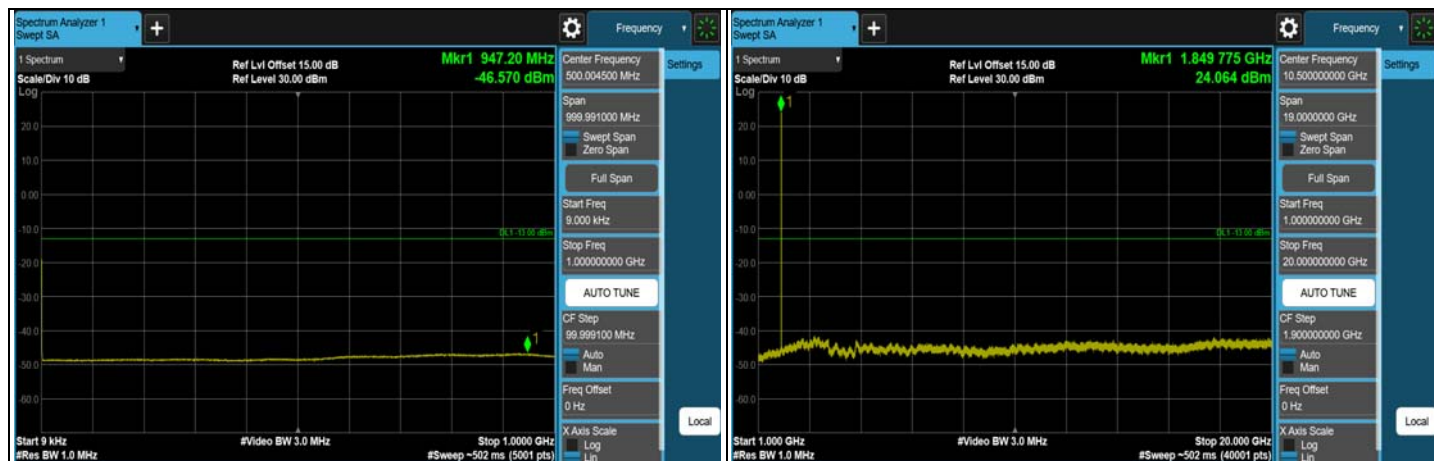 Spectrum Analyzer 1
Swept SA
+
Frequency
1 Spectrum
Scale/Div 10 dB
Ref Lvl Offset 15.00 dB
Ref Level 30.00 dBm
Mkr1 947.20 MHz
-46.570 dBm
Log
20.0
10.0
0.00
-10.0
-20.0
-30.0
-40.0
-50.0
-60.0
DL1 -13.00 dBm
1
Start 9 kHz
#Res BW 1.0 MHz
#Video BW 3.0 MHz
Stop 1.0000 GHz
#Sweep ~502 ms (5001 pts)
Center Frequency
500.004500 MHz
Settings
Span
999.991000 MHz
Swept Span
Zero Span
Full Span
Start Freq
9.000 kHz
Stop Freq
1.000000000 GHz
AUTO TUNE
CF Step
99.999100 MHz
Auto
Man
Freq Offset
0 Hz
X Axis Scale
Log
Lin
Local
Spectrum Analyzer 1
Swept SA
+
Frequency
1 Spectrum
Scale/Div 10 dB
Ref Lvl Offset 15.00 dB
Ref Level 30.00 dBm
Mkr1 1.849 775 GHz
24.064 dBm
Log
1
20.0
10.0
0.00
-10.0
-20.0
-30.0
-40.0
-50.0
-60.0
DL1 -13.00 dBm
Start 1.000 GHz
#Res BW 1.0 MHz
#Video BW 3.0 MHz
Stop 20.000 GHz
#Sweep ~502 ms (40001 pts)
Center Frequency
10.500000000 GHz
Settings
Span
19.0000000 GHz
Swept Span
Zero Span
Full Span
Start Freq
1.000000000 GHz
Stop Freq
20.000000000 GHz
AUTO TUNE
CF Step
1.900000000 GHz
Auto
Man
Freq Offset
0 Hz
X Axis Scale
Log
Lin
Local